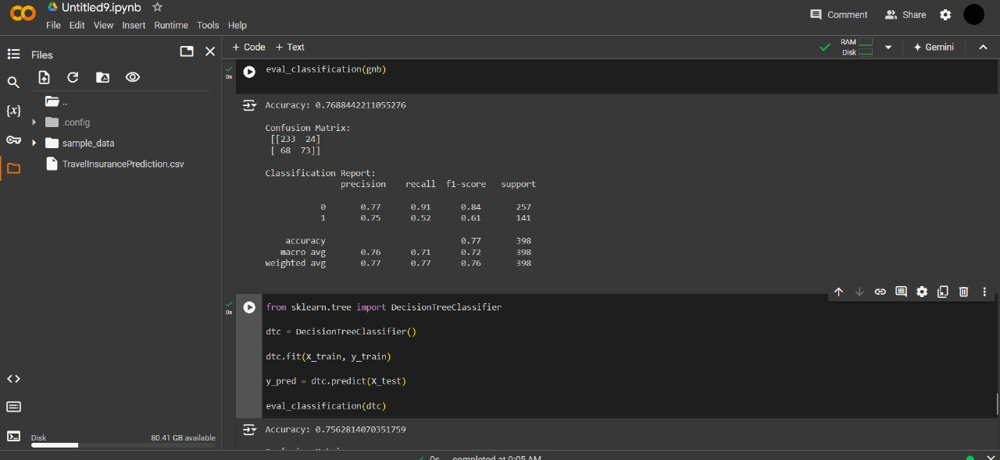 Untitled9.ipynb
File Edit View Insert Runtime Tools Help
Comment Share
Files
+ Code + Text
RAM
Disk
Gemini
..
.config
sample_data
TravelInsurancePrediction.csv
{x}
<>
Disk 80.41 GB available
0s
eval_classification(gnb)
Accuracy: 0.7688442211055276
Confusion Matrix:
[[233 24]
[ 68 73]]
Classification Report:
precision recall f1-score support
0 0.77 0.91 0.84 257
1 0.75 0.52 0.61 141
accuracy 0.77 398
macro avg 0.76 0.71 0.72 398
weighted avg 0.77 0.77 0.76 398
0s
from sklearn.tree import DecisionTreeClassifier
dtc = DecisionTreeClassifier()
dtc.fit(X_train, y_train)
y_pred = dtc.predict(X_test)
eval_classification(dtc)
Accuracy: 0.7562814070351759
0s completed at 9:05 AM